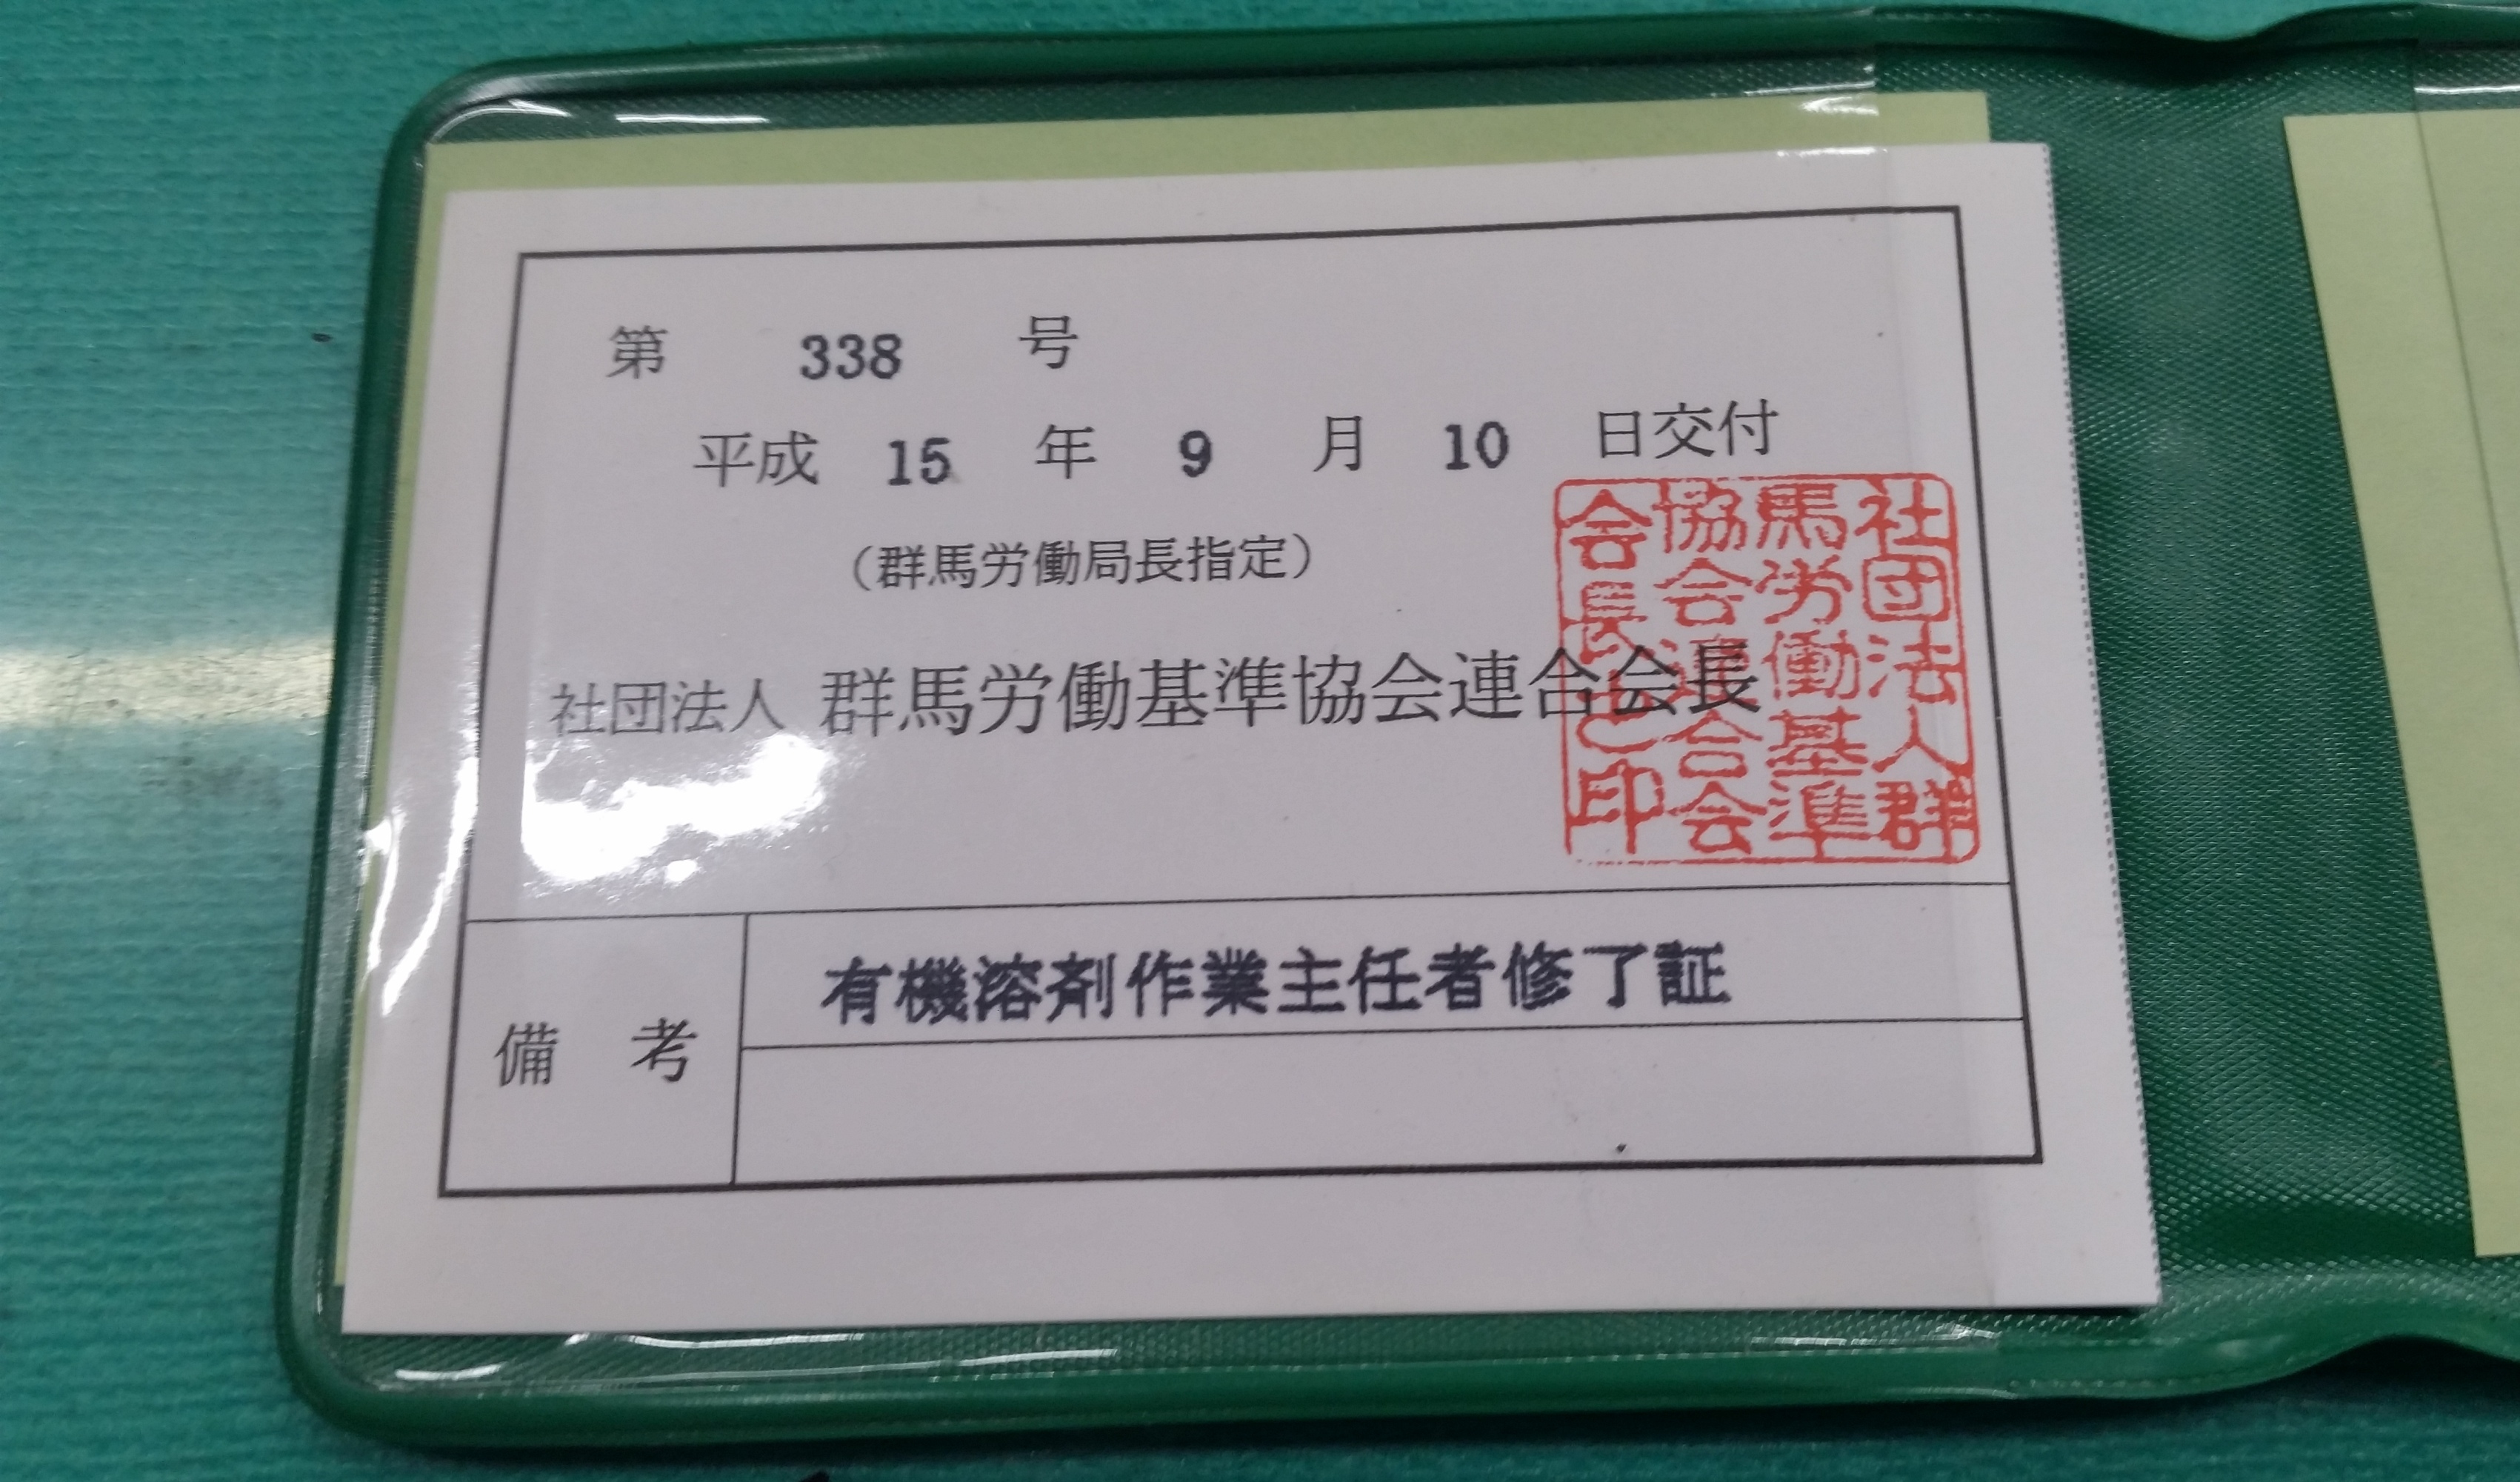 第 338 号
平成 15 年 9 月 10 日交付
（群馬労働局長指定）
社団法人 群馬労働基準協会連合会長
社団法人群
馬労働基準
協会連合会
会長之印
備 考
有機溶剤作業主任者修了証